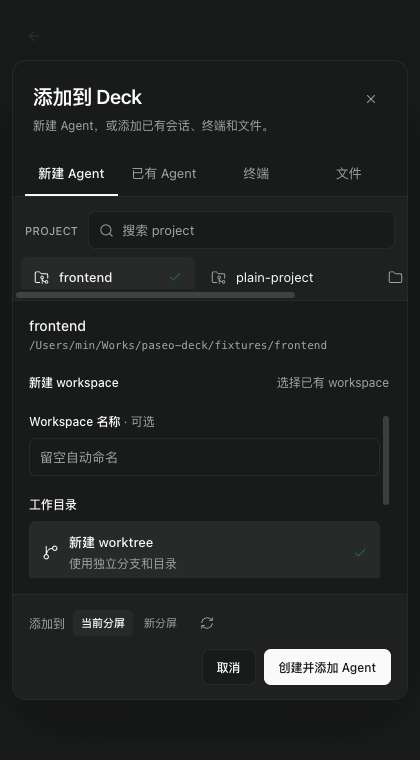 添加到 Deck
新建 Agent，或添加已有会话、终端和文件。
新建 Agent 已有 Agent 终端 文件
PROJECT 搜索 project
frontend plain-project
frontend
/Users/min/Works/paseo-deck/fixtures/frontend
新建 workspace 选择已有 workspace
Workspace 名称 · 可选
留空自动命名
工作目录
新建 worktree
使用独立分支和目录
添加到 当前分屏 新分屏
取消 创建并添加 Agent